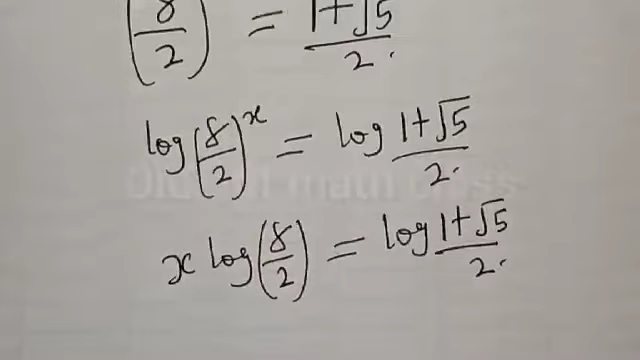 (8/2) = 1+√5/2.
log(8/2)^x = log 1+√5/2.
x log(8/2) = log 1+√5/2.